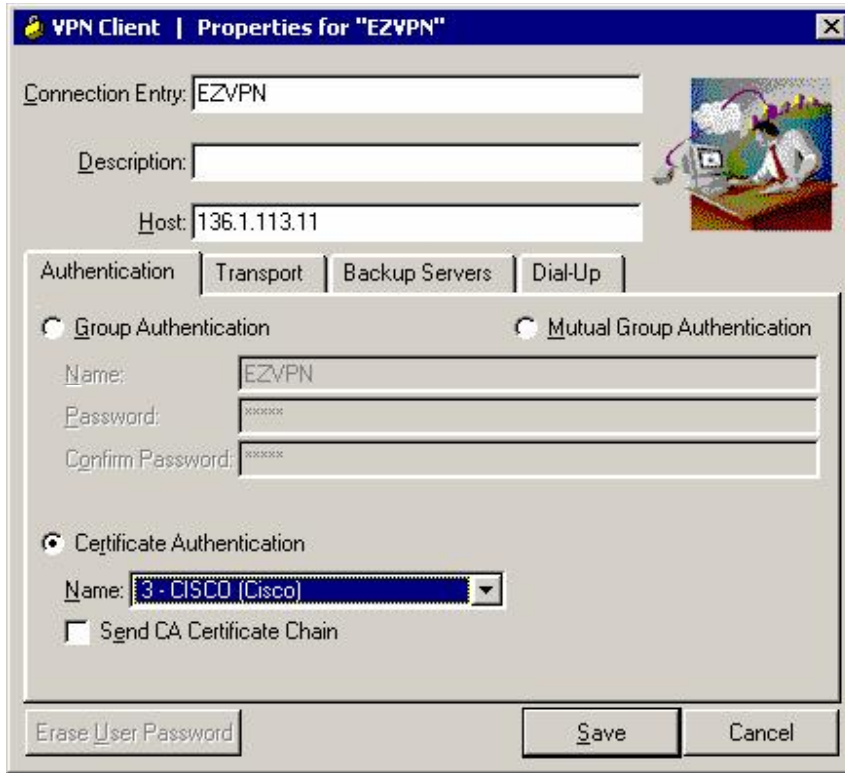 VPN Client | Properties for "EZVPN"
Connection Entry: EZVPN
Description:
Host: 136.1.113.11
Authentication Transport Backup Servers Dial-Up
Group Authentication Mutual Group Authentication
Name: EZVPN
Password: *****
Confirm Password: *****
Certificate Authentication
Name: 3 - CISCO (Cisco)
Send CA Certificate Chain
Erase User Password Save Cancel